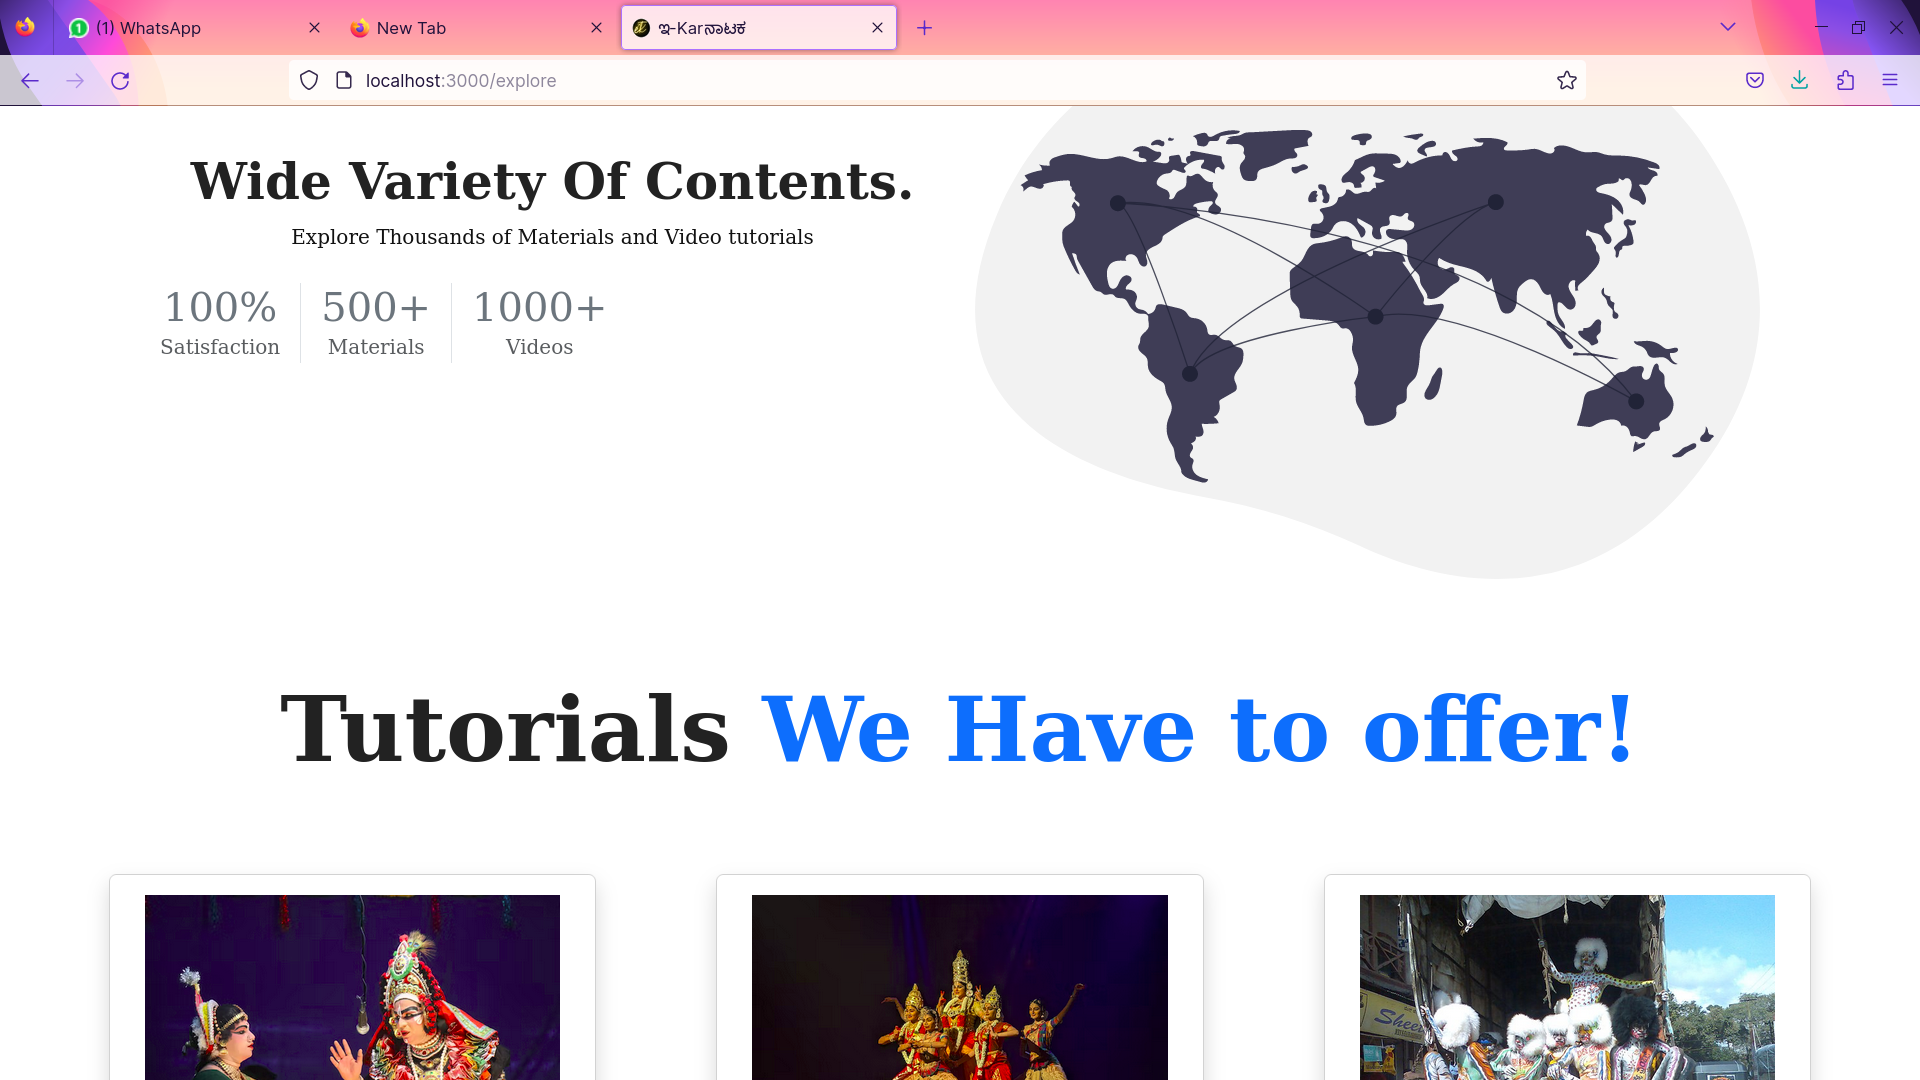 (1) WhatsApp
New Tab
ಇ-Karನಾಟಕ
localhost:3000/explore
Wide Variety Of Contents.
Explore Thousands of Materials and Video tutorials
100% 500+ 1000+
Satisfaction Materials Videos
Tutorials We Have to offer!